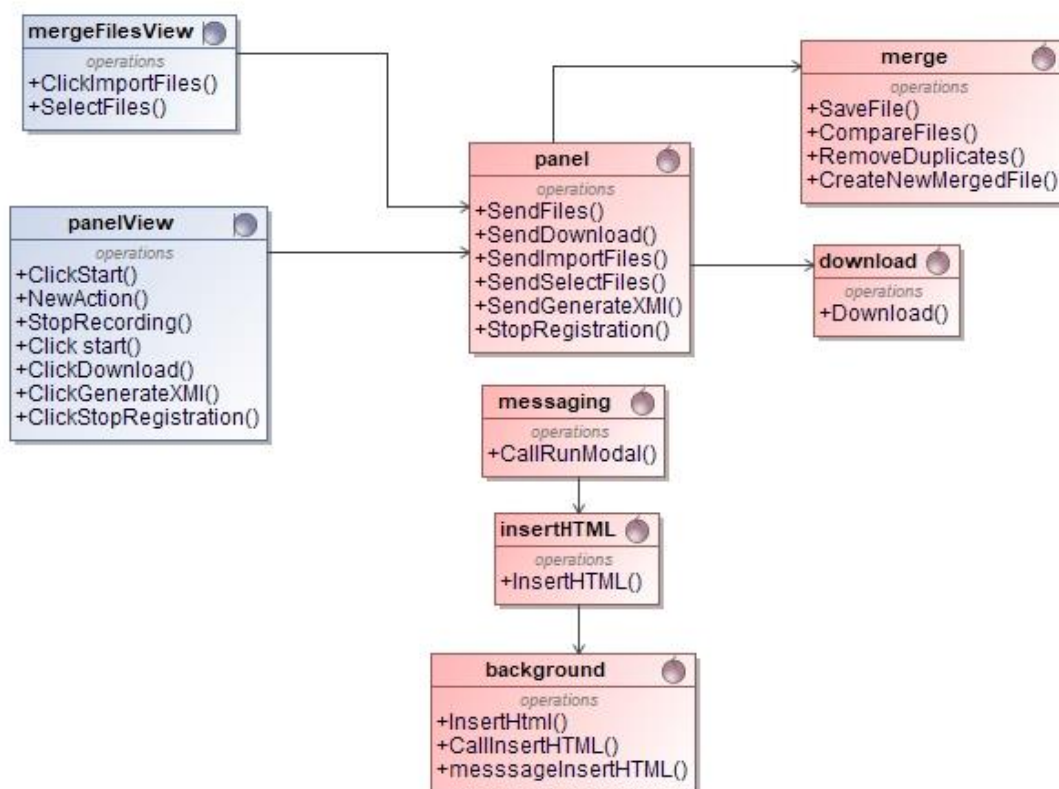 mergeFilesView
operations
+ClickImportFiles()
+SelectFiles()
merge
operations
+SaveFile()
+CompareFiles()
+RemoveDuplicates()
+CreateNewMergedFile()
panel
operations
+SendFiles()
+SendDownload()
+SendImportFiles()
+SendSelectFiles()
+SendGenerateXMI()
+StopRegistration()
panelView
operations
+ClickStart()
+NewAction()
+StopRecording()
+Click start()
+ClickDownload()
+ClickGenerateXMI()
+ClickStopRegistration()
download
operations
+Download()
messaging
operations
+CallRunModal()
insertHTML
operations
+InsertHTML()
background
operations
+InsertHtml()
+CallInsertHTML()
+messsageInsertHTML()